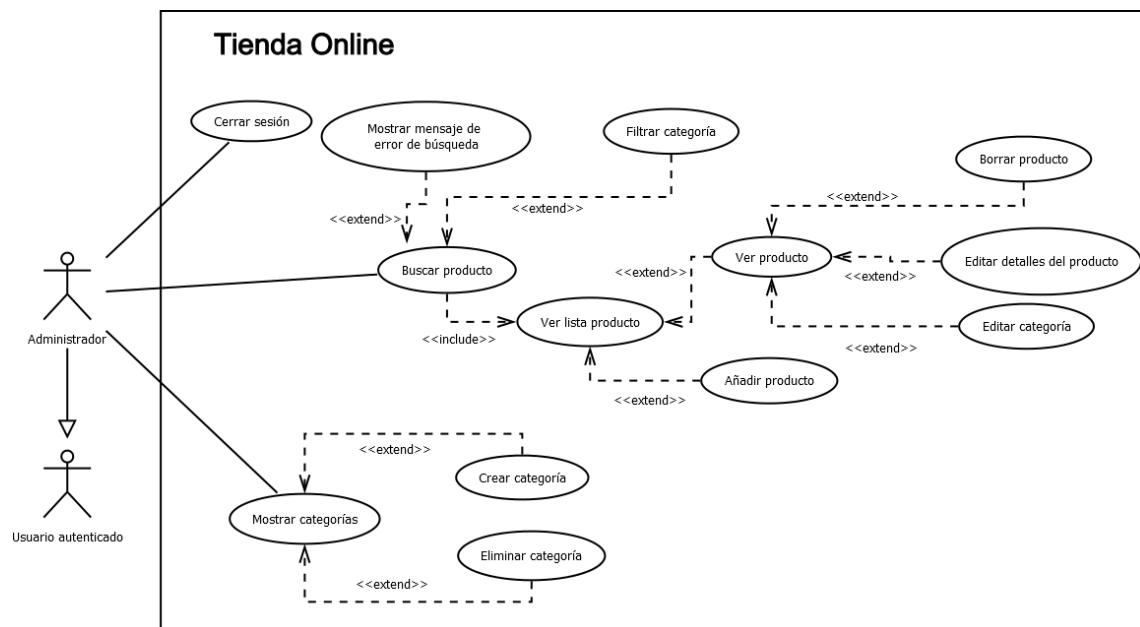 Tienda Online
Cerrar sesión
Mostrar mensaje de
error de búsqueda
Filtrar categoría
Borrar producto
<<extend>>
<<extend>>
<<extend>>
Buscar producto
Ver producto
Editar detalles del producto
<<extend>>
<<extend>>
Administrador
<<include>>
Ver lista producto
Editar categoría
<<extend>>
Añadir producto
<<extend>>
<<extend>>
Crear categoría
Mostrar categorías
Usuario autenticado
Eliminar categoría
<<extend>>